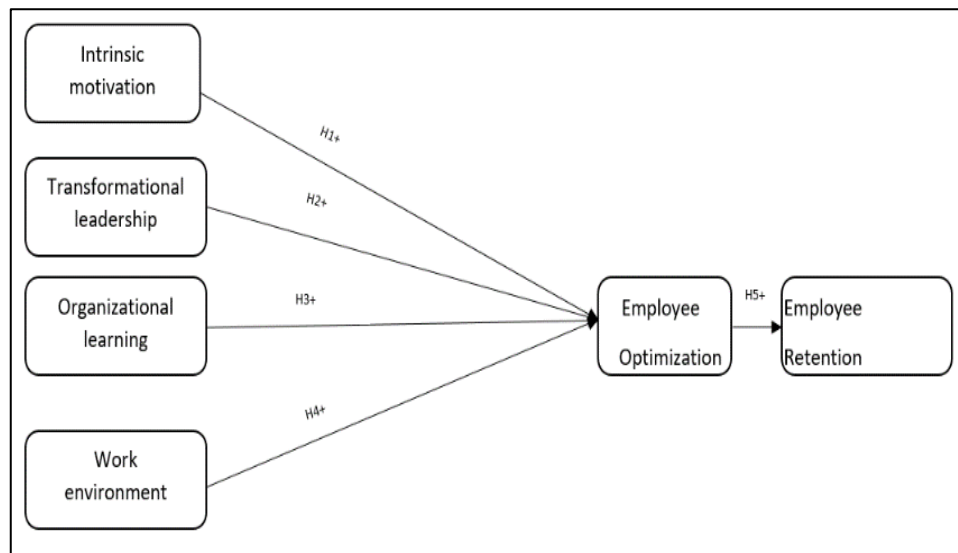 Intrinsic
motivation
H1+
Transformational
leadership
H2+
Organizational
learning
H3+
Work
environment
H4+
Employee
Optimization
H5+
Employee
Retention